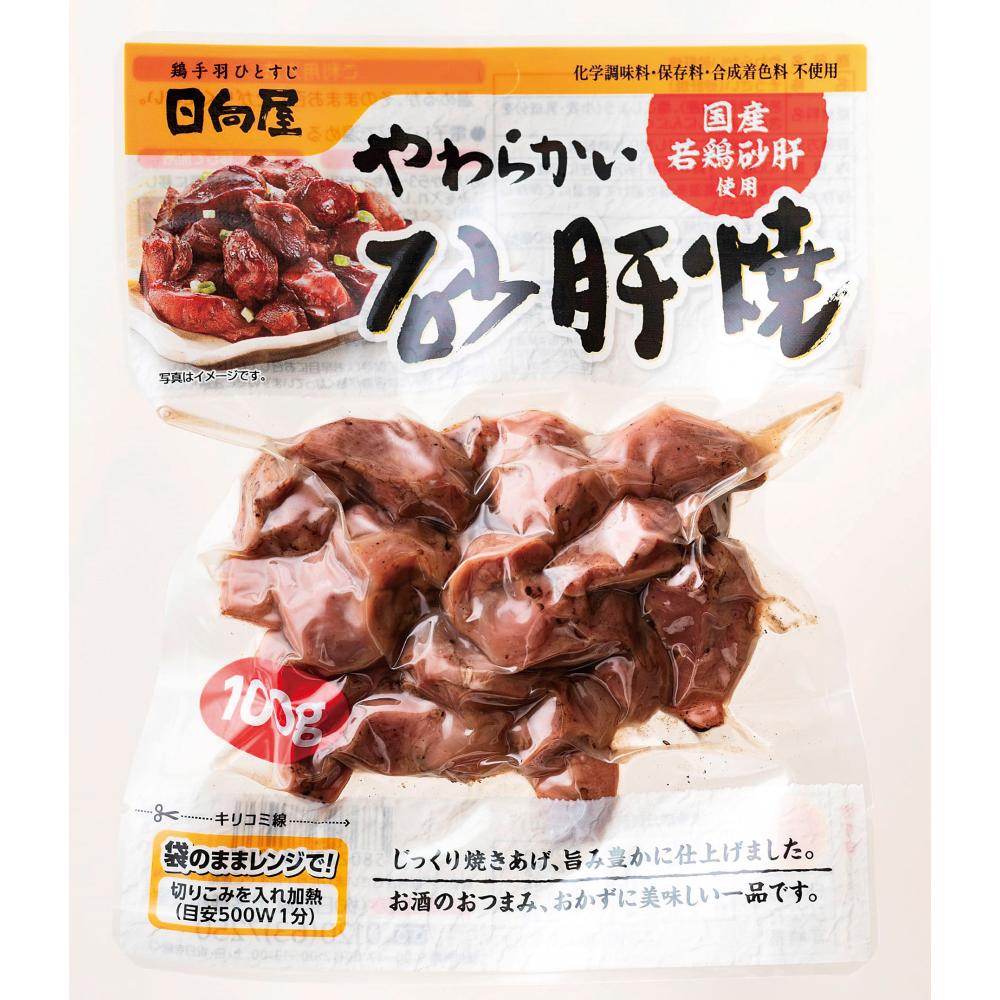 鶏手羽ひとすじ
日向屋
化学調味料・保存料・合成着色料 不使用
国産
若鶏砂肝
使用
やわらかい
砂肝焼
写真はイメージです。
100g
キリコミ線
袋のままレンジで!
切りこみを入れ加熱
(目安500W1分)
じっくり焼きあげ、旨み豊かに仕上げました。
お酒のおつまみ、おかずに美味しい一品です。